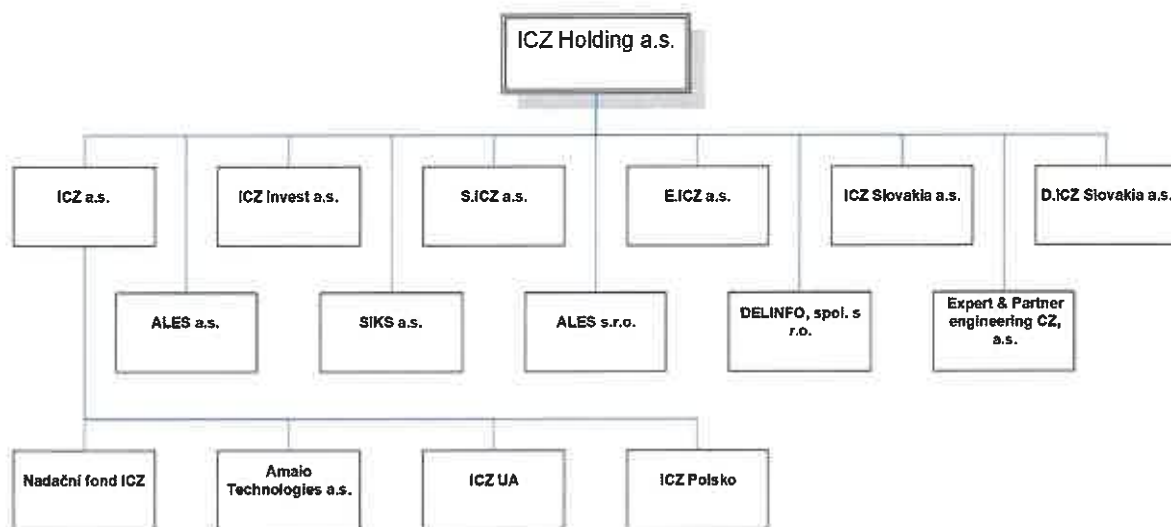 ICZ Holding a.s.
ICZ a.s.
ICZ Invest a.s.
S.ICZ a.s.
E.ICZ a.s.
ICZ Slovakia a.s.
D.ICZ Slovakia a.s.
ALES a.s.
SIKS a.s.
ALES s.r.o.
DELINFO, spol. s
r.o.
Expert & Partner
engineering CZ,
a.s.
Nadační fond ICZ
Amaio
Technologies a.s.
ICZ UA
ICZ Polsko